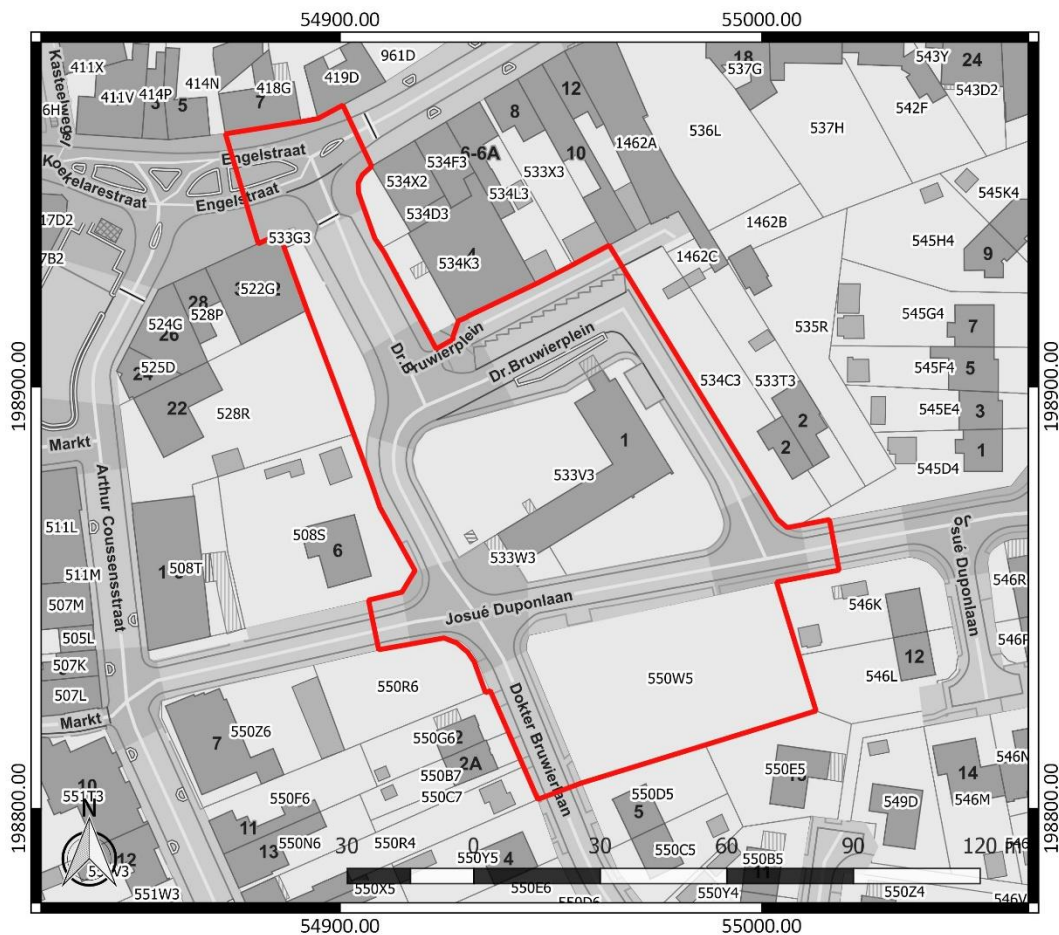 54900.00
55000.00
411X
414P
414N
961D
419D
18
537G
543Y
24
543D2
Kasteelwegel
411V
5
418G
7
12
8
542F
6H
536L
537H
1462A
Engelstraat
6-6A
534F3
10
533X3
Koekelarestraat
Engelstraat
534X2
534L3
545K4
17D2
534D3
1462B
545H4
533G3
4
534K3
1462C
9
7B2
522G
28
528P
524G
26
535R
545G4
7
Dr.Bruwierplein
Dr.Bruwierplein
198900.00
198900.00
525D
24
534C3
533T3
545F4
5
22
528R
545E4
3
2
2
1
Markt
1
533V3
545D4
Arthur Coussensstraat
511L
508S
6
533W3
Josué Duponlaan
511M
508T
546R
507M
Josué Duponlaan
546K
505L
12
507K
550R6
550W5
546L
507L
Markt
Dokter Bruwierlaan
7
550Z6
550G6
2A
550B7
550E5
14
546N
10
551T3
550F6
550C7
550D5
549D
546M
198800.00
198800.00
N
11
5
13
550N6
30
550R4
0
30
60
90
120 m
12
550Y5
4
550C5
550B5
551W3
550X5
550E6
550Y4
11
550Z4
54900.00
55000.00